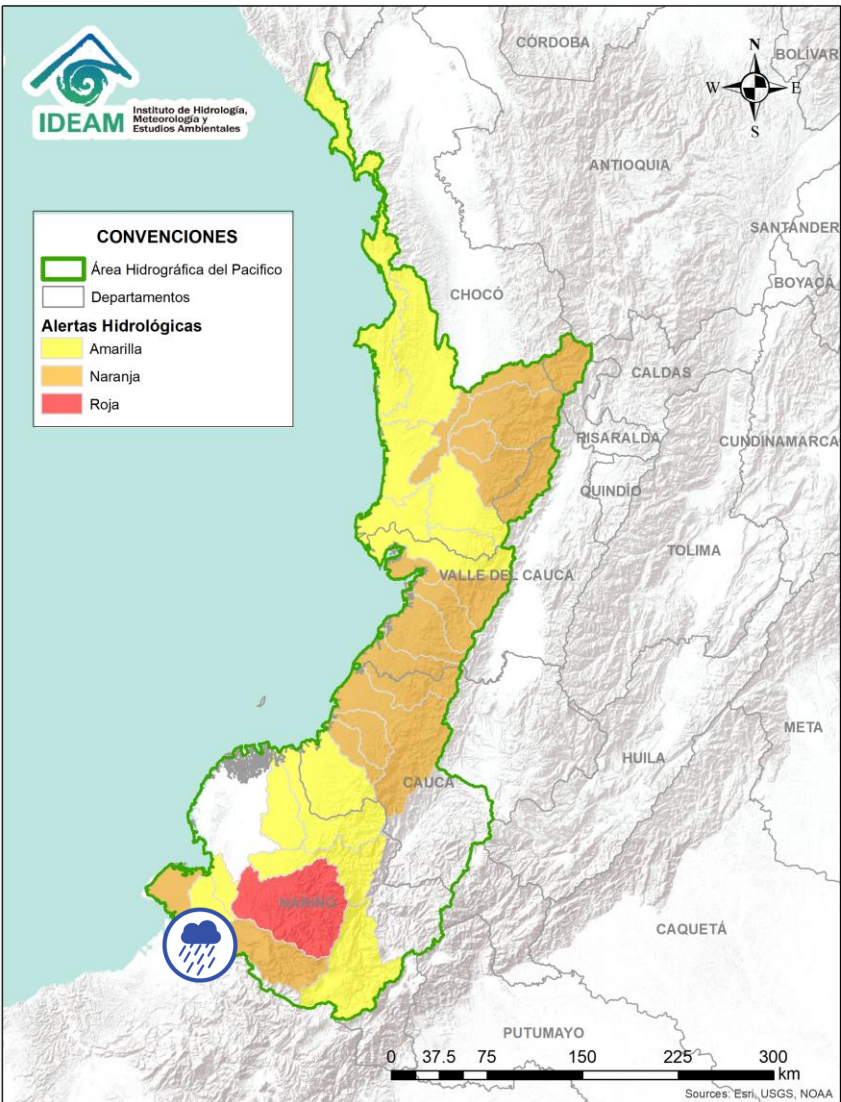 IDEAM
Instituto de Hidrología,
Meteorología y
Estudios Ambientales
CONVENCIONES
Área Hidrográfica del Pacifico
Departamentos
Alertas Hidrológicas
Amarilla
Naranja
Roja
N
W
E
S
CÓRDOBA
BOLÍVAR
ANTIOQUIA
SANTANDER
BOYACÁ
CHOCÓ
CALDAS
RISARALDA
CUNDINAMARCA
QUINDÍO
TOLIMA
VALLE DEL CAUCA
META
HUILA
CAUCA
NARIÑO
CAQUETÁ
PUTUMAYO
0 37.5 75 150 225 300
km
Sources: Esri, USGS, NOAA